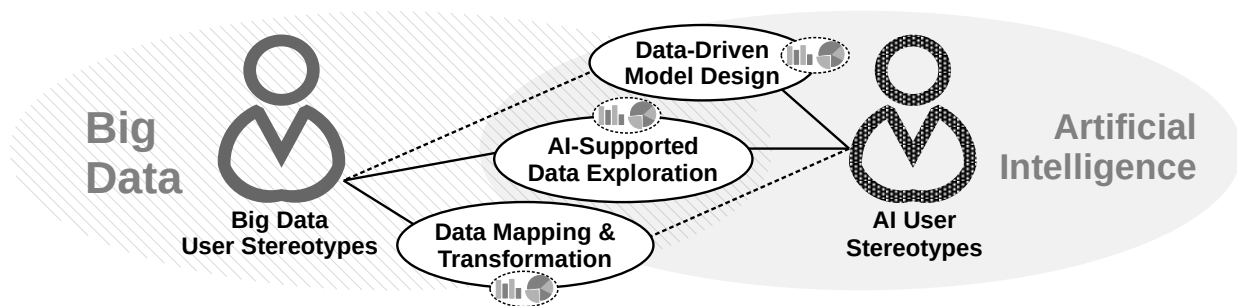 Big
Data
Big Data
User Stereotypes
Data-Driven
Model Design
AI-Supported
Data Exploration
Data Mapping &
Transformation
AI User
Stereotypes
Artificial
Intelligence